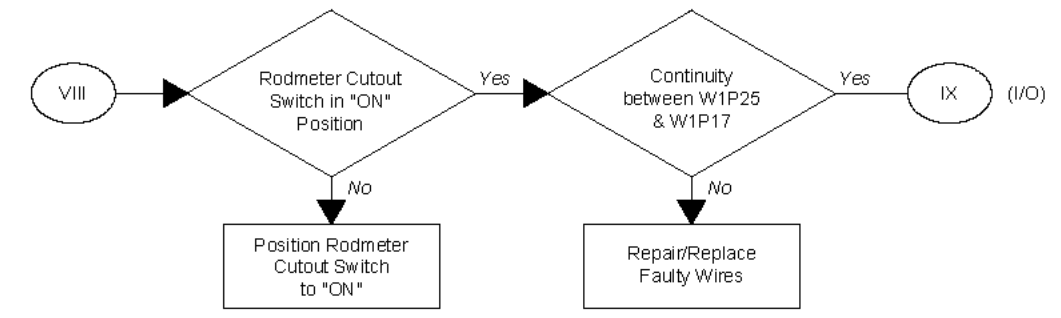 VIII
Rodmeter Cutout
Switch in "ON"
Position
Yes
Continuity
between W1P25
& W1P17
Yes
IX
(I/O)
No
No
Position Rodmeter
Cutout Switch
to "ON"
Repair/Replace
Faulty Wires